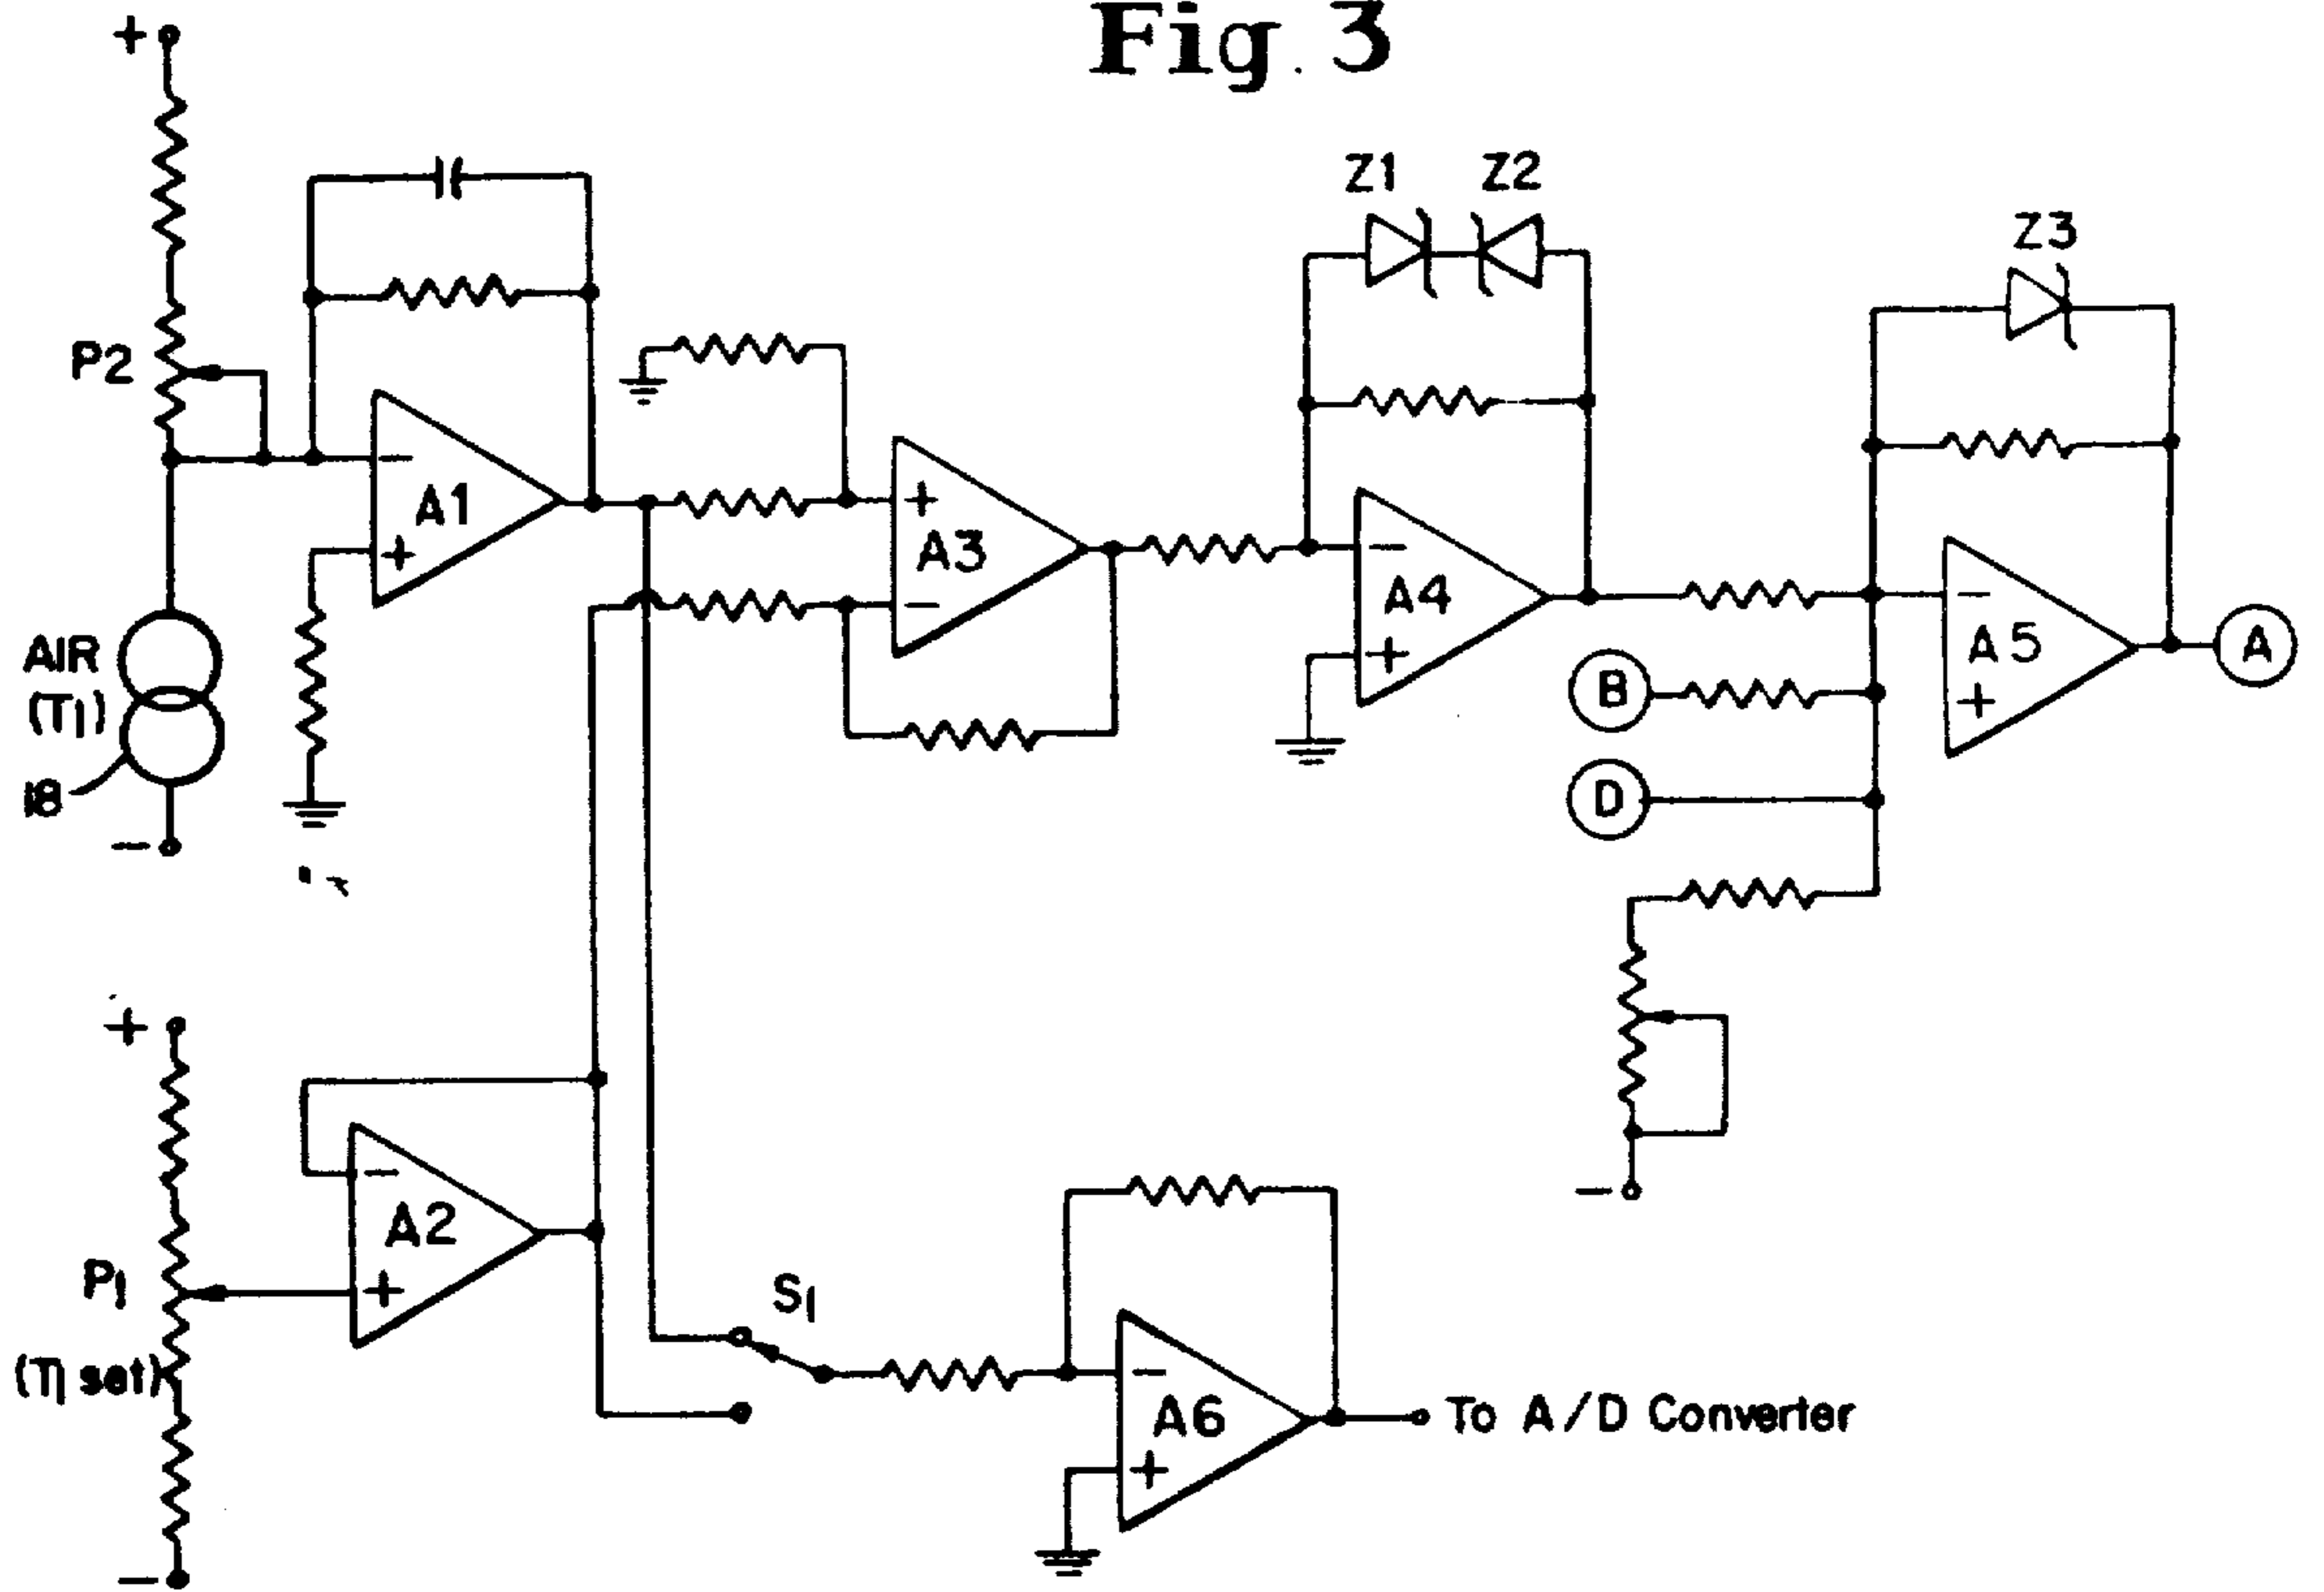 Fig. 3
+
Z1 Z2
Z3
P2
−
A1
+
+
A3
−
−
A4
+
−
A5
+
A
AIR
(T1)
18
−
B
D
+
−
A2
+
P1
(T1 set)
−
S1
−
A6
+
−
To A/D Converter